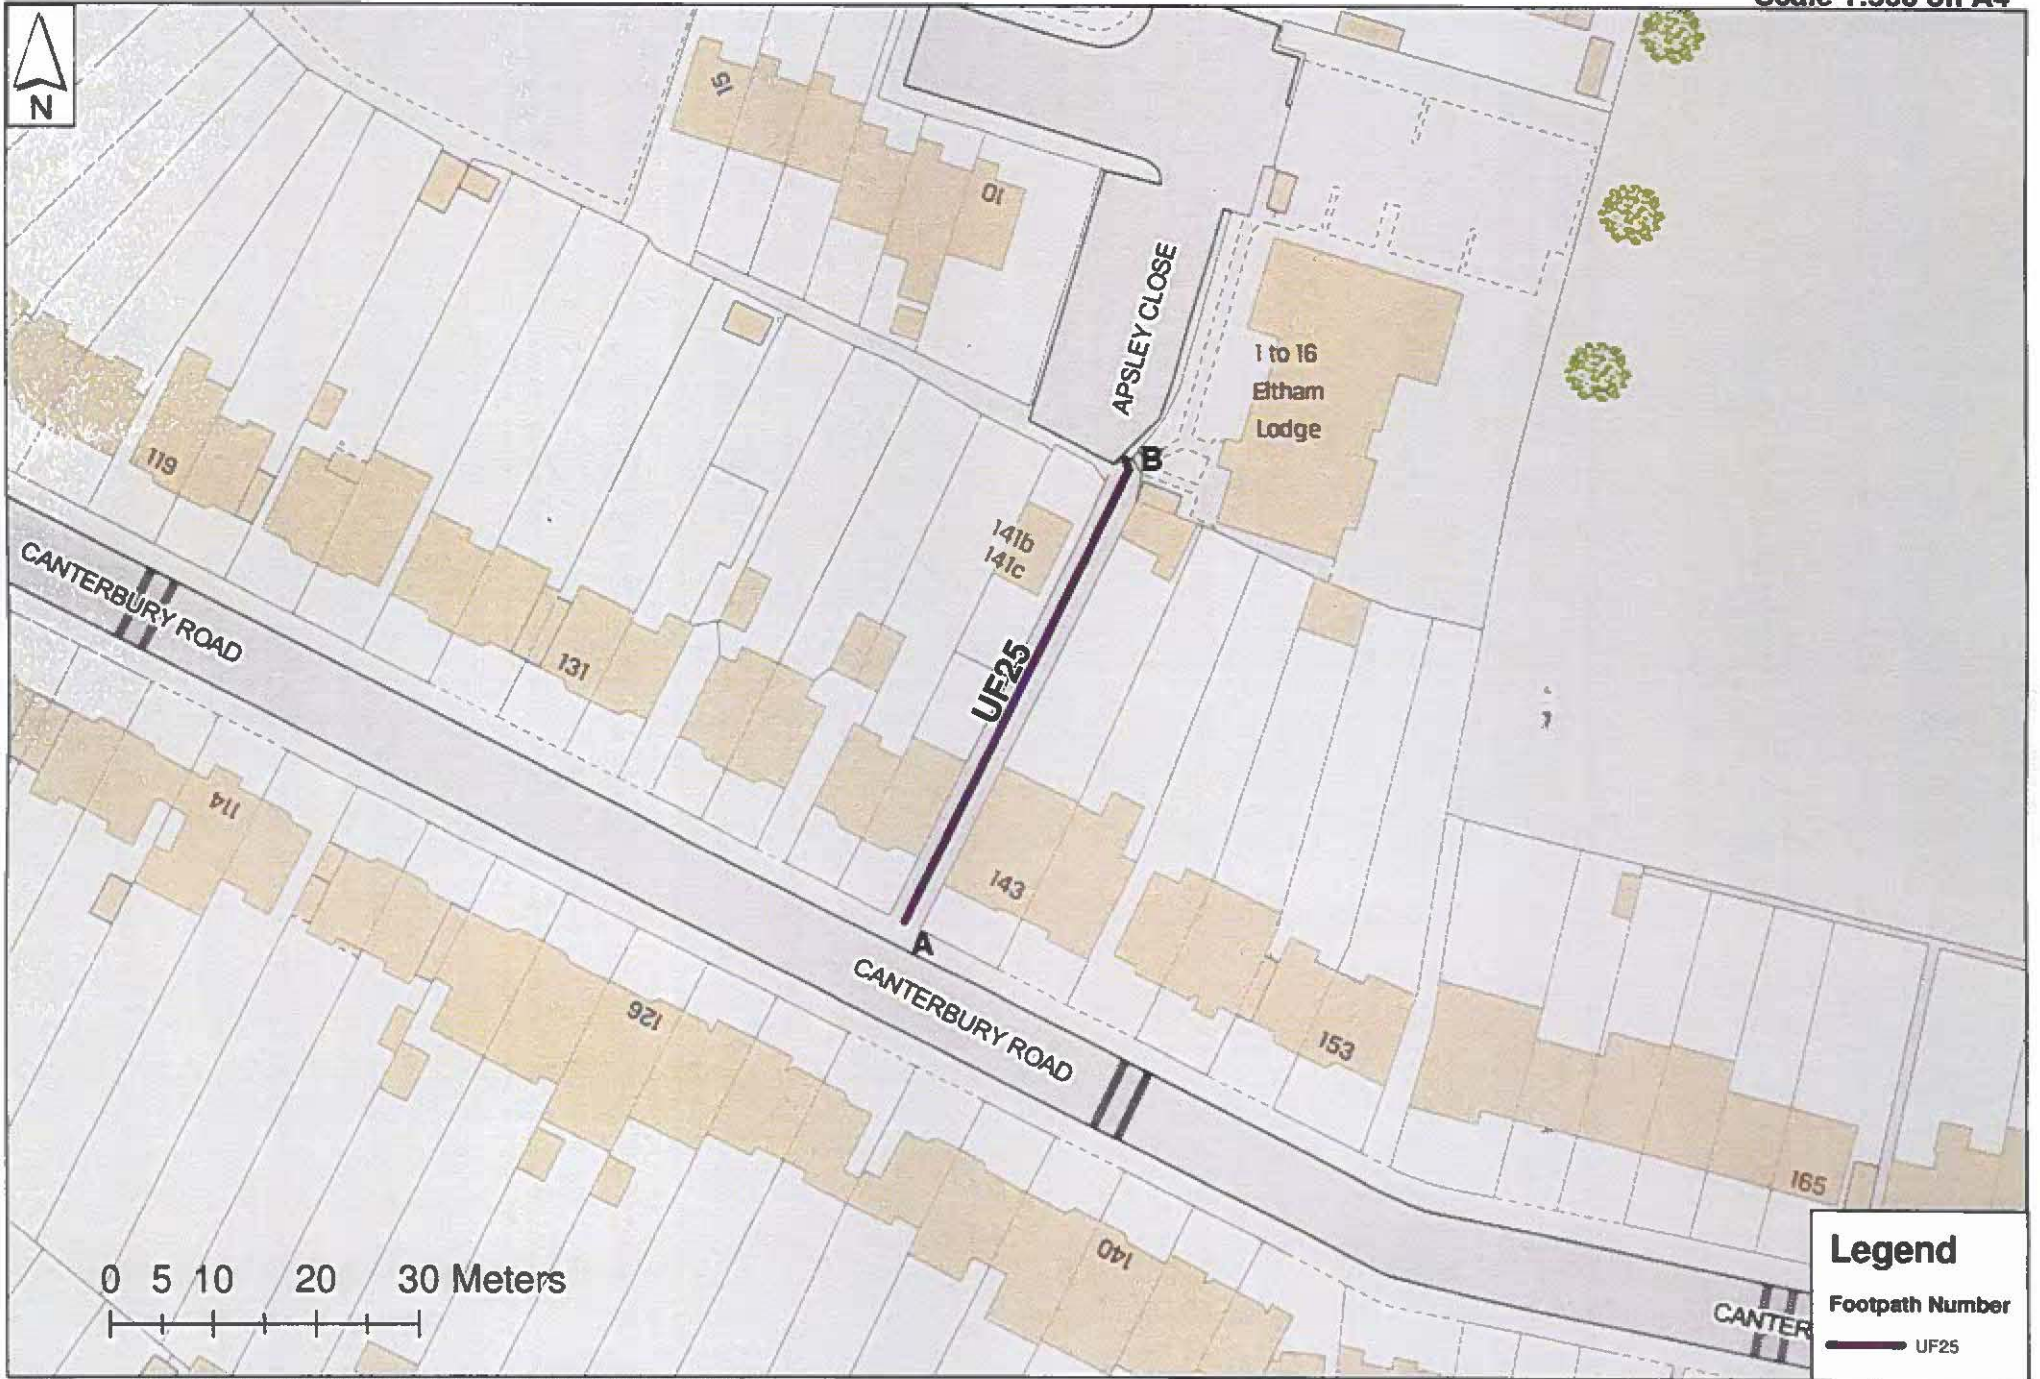 N
15
10
APSLEY CLOSE
1 to 16
Eltham
Lodge
B
119
141b
141c
CANTERBURY ROAD
UF25
131
114
143
A
CANTERBURY ROAD
126
153
165
140
0 5 10 20 30 Meters
Legend
Footpath Number
CANTER
UF25